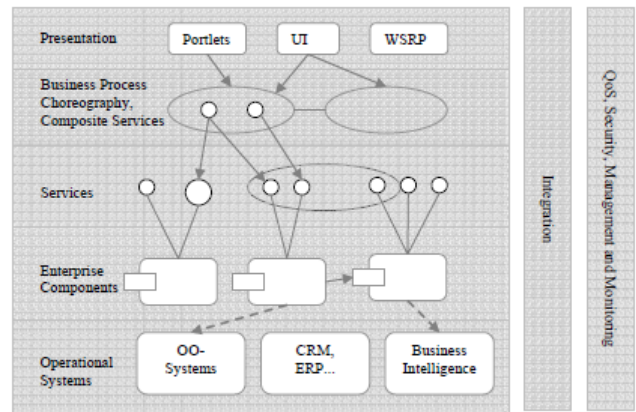 Presentation
Portlets
UI
WSRP
Business Process
Choreography,
Composite Services
Services
Enterprise
Components
Operational
Systems
OO-
Systems
CRM,
ERP...
Business
Intelligence
Integration
QoS, Security, Management and Monitoring